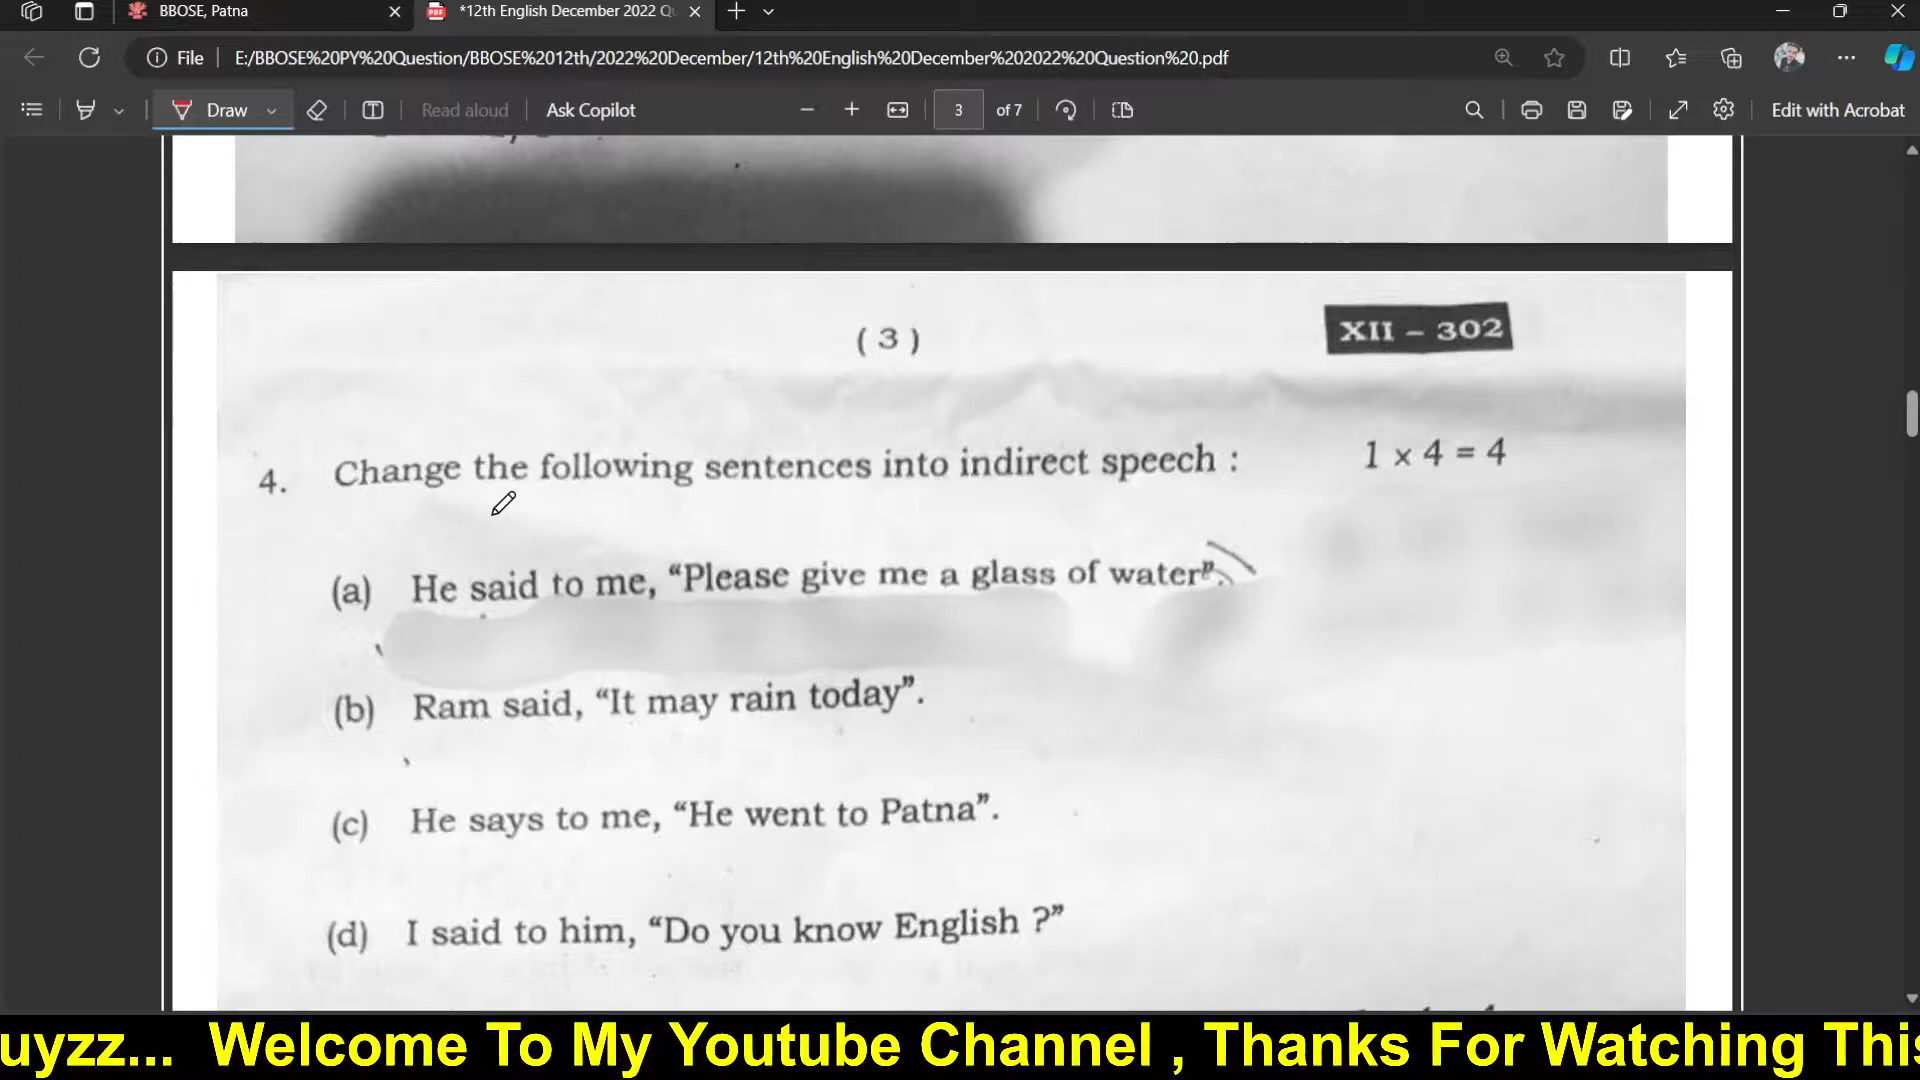 BBOSE, Patna
*12th English December 2022 Qu
File
E:/BBOSE%20PY%20Question/BBOSE%2012th/2022%20December/12th%20English%20December%202022%20Question%20.pdf
Draw
Read aloud
Ask Copilot
3
of 7
Edit with Acrobat
( 3 )
XII – 302
4. Change the following sentences into indirect speech : 1 × 4 = 4
(a) He said to me, “Please give me a glass of water”.
(b) Ram said, “It may rain today”.
(c) He says to me, “He went to Patna”.
(d) I said to him, “Do you know English ?”
uyzz... Welcome To My Youtube Channel , Thanks For Watching This